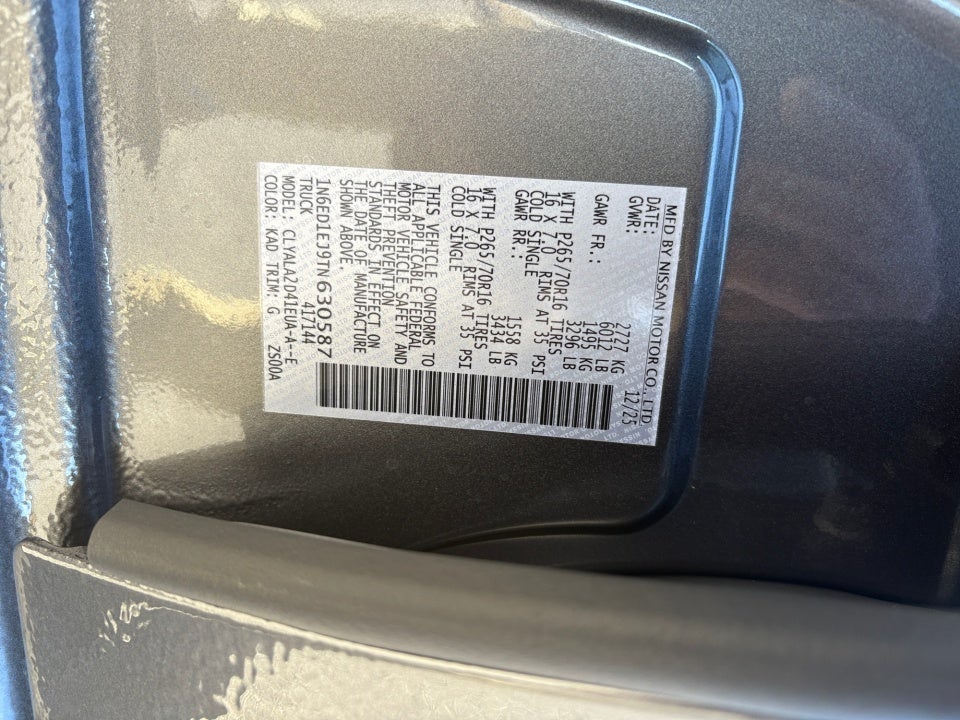 MFD BY NISSAN MOTOR CO., LTD
DATE: 12/25
GVWR: 2727 KG
6012 LB
GAWR FR.: 1495 KG
3296 LB
WITH P265/70R16 TIRES
16 X 7.0 RIMS AT 35 PSI
COLD SINGLE
GAWR RR.: 1558 KG
3434 LB
WITH P265/70R16 TIRES
16 X 7.0 RIMS AT 35 PSI
COLD SINGLE
THIS VEHICLE CONFORMS TO
ALL APPLICABLE FEDERAL
MOTOR VEHICLE SAFETY AND
THEFT PREVENTION
STANDARDS IN EFFECT ON
THE DATE OF MANUFACTURE
SHOWN ABOVE.
1N6ED1EJ9TN630587
TRUCK 417144
MODEL: CLYALA2D41EUA-A--E
COLOR: KAD TRIM: G ZS00A